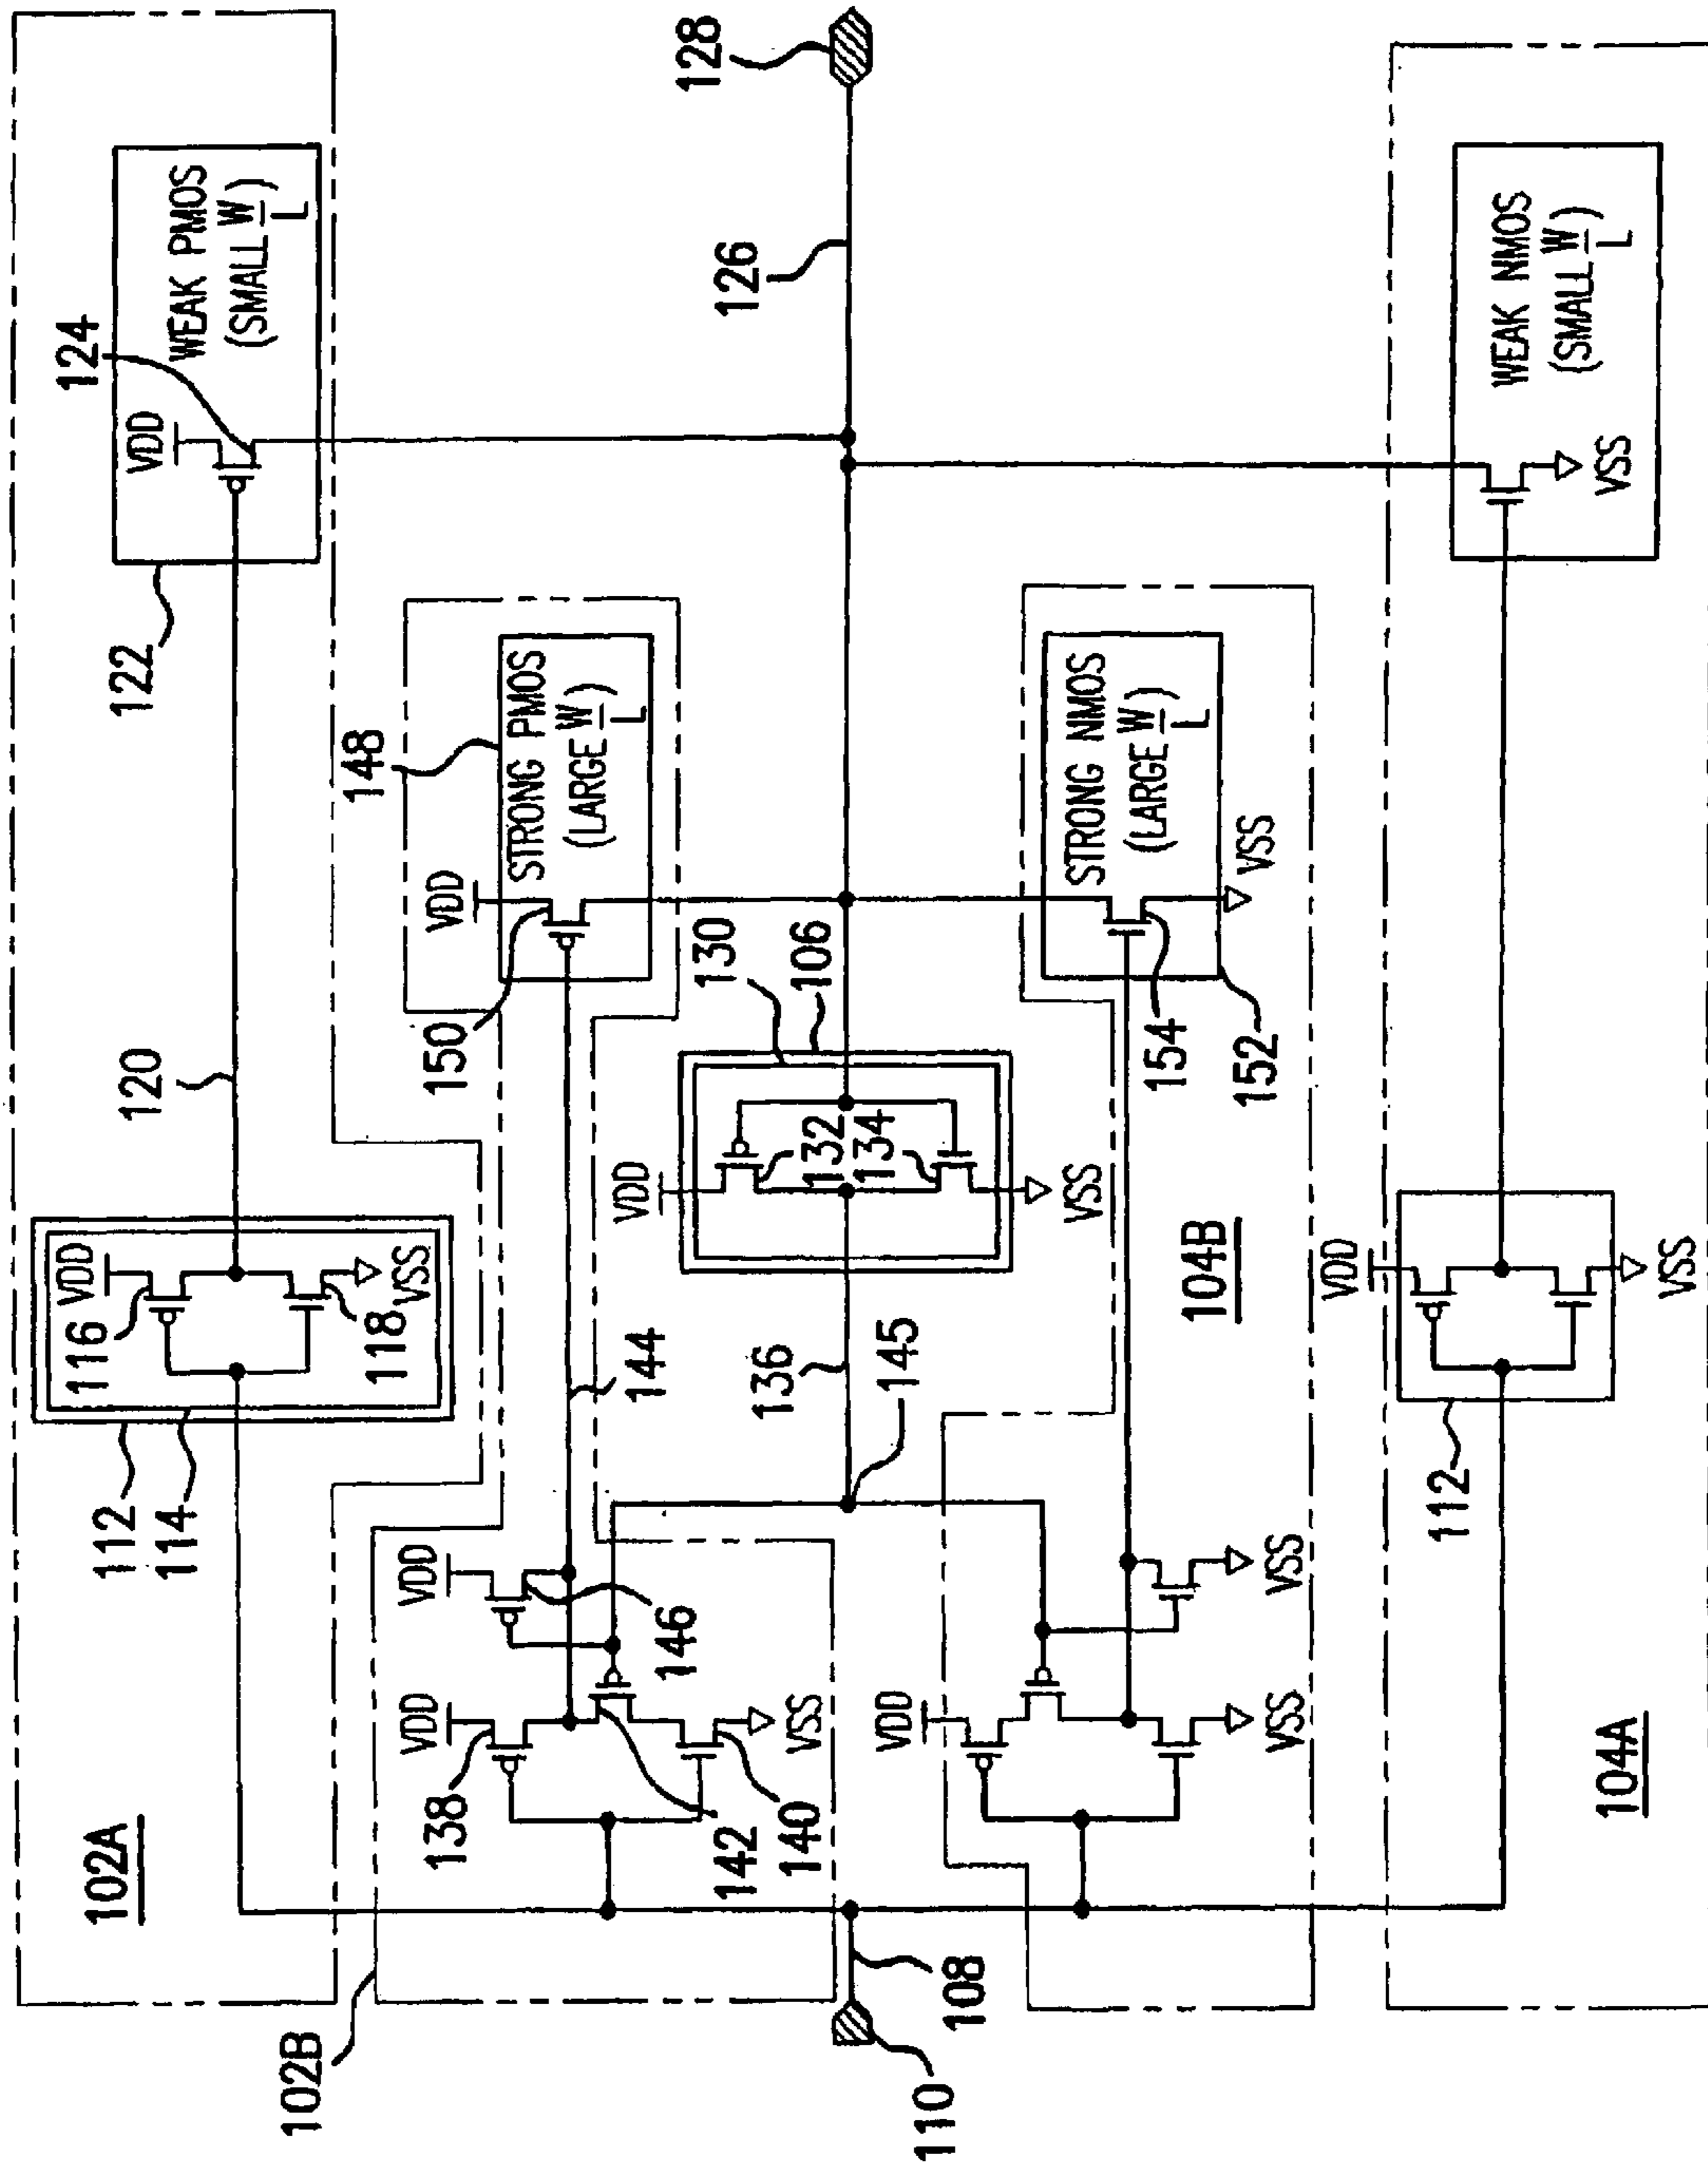 102A
112
114
116
118
VDD
VSS
120
122
124
VDD
WEAK PMOS
(SMALL W/L)
102B
138
142
140
146
VDD
VDD
VSS
144
148
150
VDD
STRONG PMOS
(LARGE W/L)
110
108
145
136
130
106
132
134
VDD
VSS
126
128
104B
VDD
VSS
VSS
154
152
STRONG NMOS
(LARGE W/L)
VSS
104A
112
VDD
VSS
WEAK NMOS
(SMALL W/L)
VSS